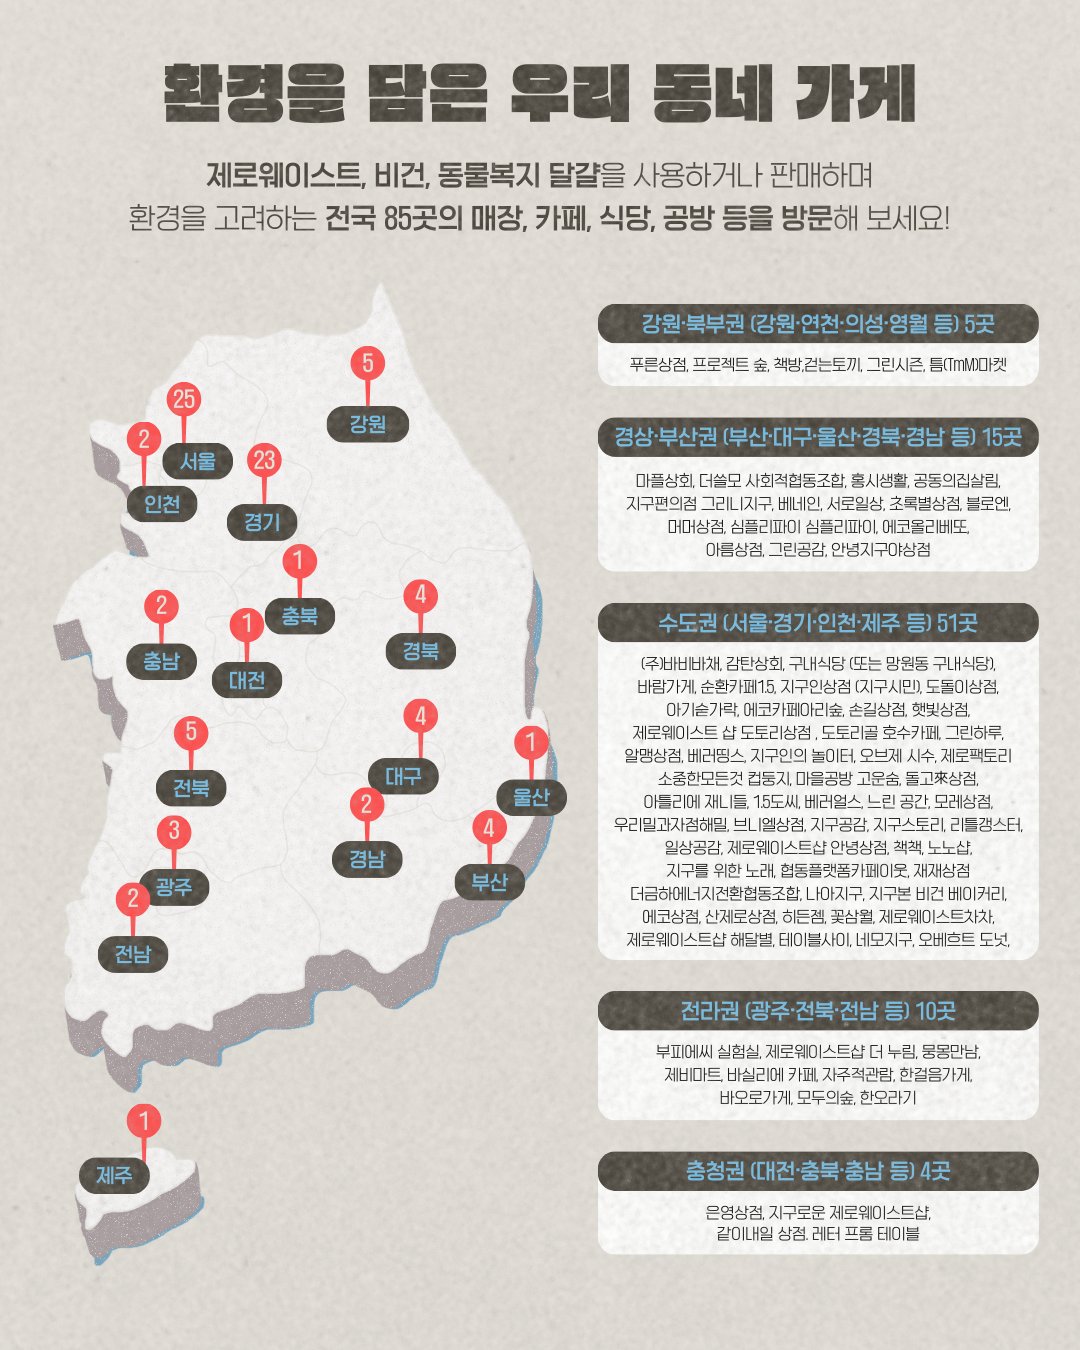 환경을 담은 우리 동네 가게
제로웨이스트, 비건, 동물복지 달걀을 사용하거나 판매하며
환경을 고려하는 전국 85곳의 매장, 카페, 식당, 공방 등을 방문해 보세요!
5
강원
25
서울
2
인천
23
경기
1
충북
2
충남
1
대전
4
경북
5
전북
4
대구
1
울산
2
경남
4
부산
3
광주
2
전남
1
제주
강원·북부권 (강원·연천·의성·영월 등) 5곳
푸른상점, 프로젝트 숲, 책방,걷는토끼, 그린시즌, 틈(TmM)마켓
경상·부산권 (부산·대구·울산·경북·경남 등) 15곳
마플상회, 더쓸모 사회적협동조합, 홍시생활, 공동의집살림,
지구편의점 그리니지구, 베네인, 서로일상, 초록별상점, 블로엔,
머머상점, 심플리파이 심플리파이, 에코올리베또,
아름상점, 그린공감, 안녕지구야상점
수도권 (서울·경기·인천·제주 등) 51곳
(주)바비바채, 감탄상회, 구내식당 (또는 망원동 구내식당),
바람가게, 순환카페1.5, 지구인상점 (지구시민), 도돌이상점,
아기숟가락, 에코카페아리숲, 손길상점, 햇빛상점,
제로웨이스트 샵 도토리상점 , 도토리골 호수카페, 그린하루,
알맹상점, 베러띵스, 지구인의 놀이터, 오브제 시수, 제로팩토리
소중한모든것 컵둥지, 마을공방 고운숨, 돌고來상점,
아틀리에 재니들, 1.5도씨, 베러얼스, 느린 공간, 모레상점,
우리밀과자점해밀, 브니엘상점, 지구공감, 지구스토리, 리틀갱스터,
일상공감, 제로웨이스트샵 안녕상점, 책책, 노노샵,
지구를 위한 노래, 협동플랫폼카페이웃, 재재상점
더금하에너지전환협동조합, 나아지구, 지구본 비건 베이커리,
에코상점, 산제로상점, 히든젬, 꽃삼월, 제로웨이스트차차,
제로웨이스트샵 해달별, 테이블사이, 네모지구, 오베흐트 도넛,
전라권 (광주·전북·전남 등) 10곳
부피에씨 실험실, 제로웨이스트샵 더 누림, 뭉몽만남,
제비마트, 바실리에 카페, 자주적관람, 한걸음가게,
바오로가게, 모두의숲, 한오라기
충청권 (대전·충북·충남 등) 4곳
은영상점, 지구로운 제로웨이스트샵,
같이내일 상점. 레터 프롬 테이블